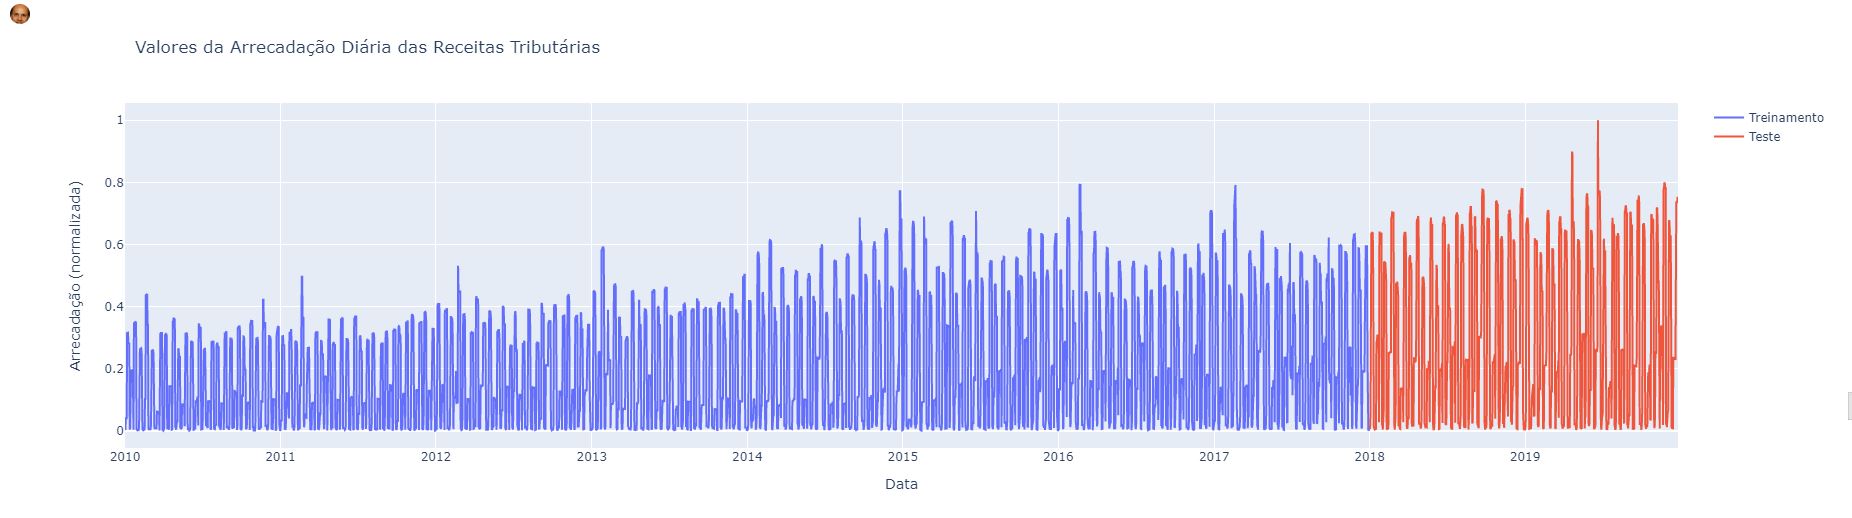 Valores da Arrecadação Diária das Receitas Tributárias
Treinamento
Teste
Arrecadação (normalizada)
1
0.8
0.6
0.4
0.2
0
2010 2011 2012 2013 2014 2015 2016 2017 2018 2019
Data